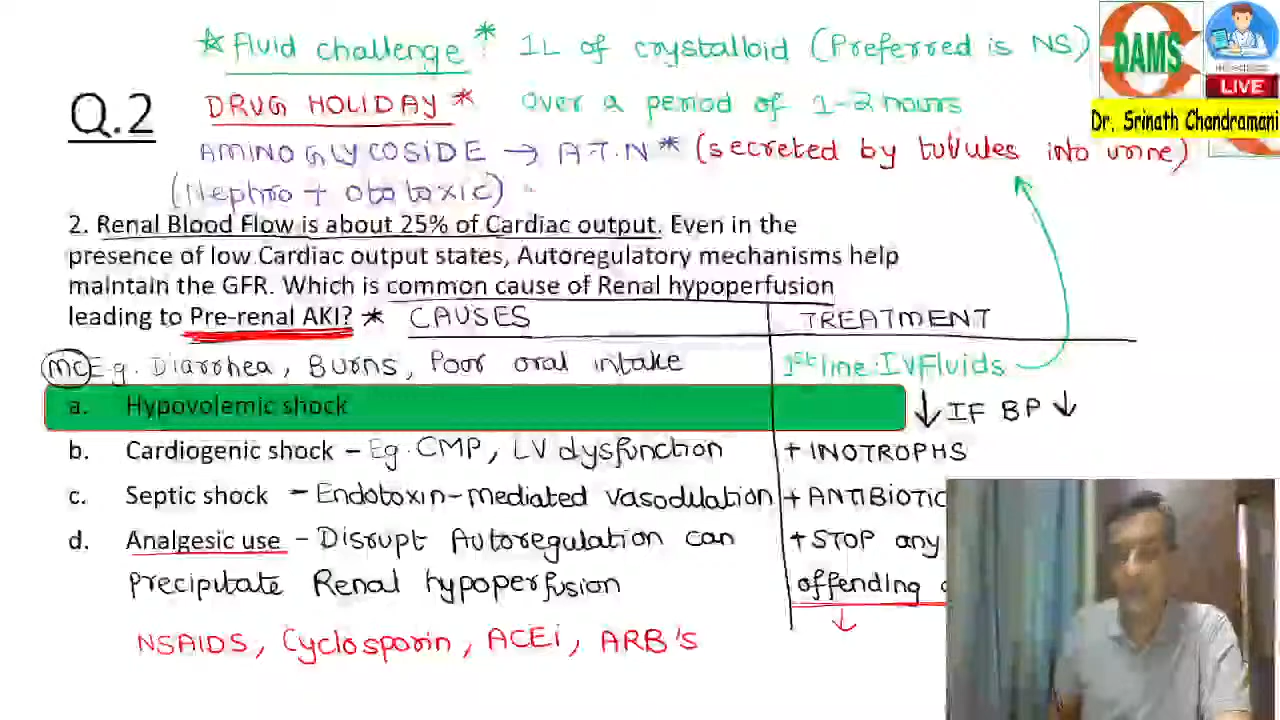 ☆ Fluid challenge * : 1L of crystalloid (Preferred is NS)
DAMS
LIVE
Dr. Srinath Chandramani
Q.2
DRUG HOLIDAY * over a period of 1-2 hours
AMINOGLYCOSIDE → A.T.N * (secreted by tubules into urine)
(Nephro + ototoxic)
2. Renal Blood Flow is about 25% of Cardiac output. Even in the
presence of low Cardiac output states, Autoregulatory mechanisms help
maintain the GFR. Which is common cause of Renal hypoperfusion
leading to Pre-renal AKI? * CAUSES TREATMENT
MC E.g. Diarrhea, Burns, Poor oral intake 1st line: IV Fluids
a. Hypovolemic shock ↓ IF BP ↓
b. Cardiogenic shock – Eg. CMP, LV dysfunction + INOTROPHS
c. Septic shock – Endotoxin-mediated vasodilation + ANTIBIOTIC
d. Analgesic use – Disrupt Autoregulation can + STOP any
precipitate Renal hypoperfusion offending
NSAIDS, Cyclosporin, ACEi, ARB's ↓